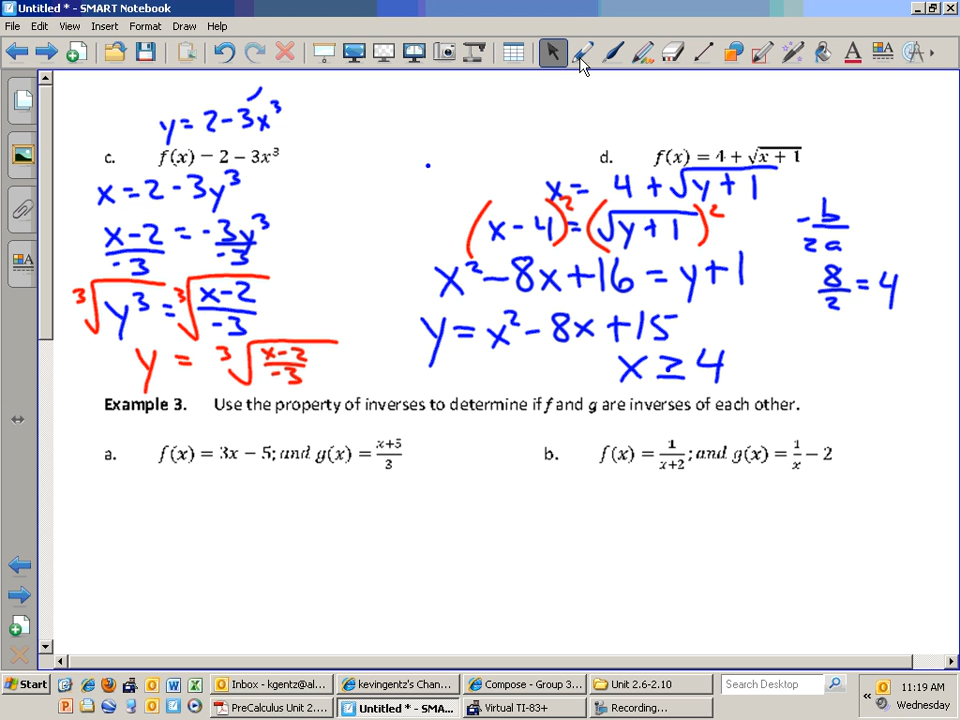 Untitled * - SMART Notebook
File Edit View Insert Format Draw Help
y = 2 - 3x³
c. f(x) = 2 − 3x³
x = 2 - 3y³
x - 2 = -3y³
-3 -3
∛y³ = ∛(x-2)/-3
y = ∛(x-2)/-3
d. f(x) = 4 + √x + 1
x = 4 + √y + 1
(x - 4)² = (√y + 1)²
x² - 8x + 16 = y + 1
y = x² - 8x + 15
x ≥ 4
-b/2a
8/2 = 4
Example 3. Use the property of inverses to determine if f and g are inverses of each other.
a. f(x) = 3x − 5; and g(x) = (x+5)/3
b. f(x) = 1/(x+2); and g(x) = 1/x − 2
Start
Inbox - kgentz@al...
kevingentz's Chan...
Compose - Group 3...
Unit 2.6-2.10
Search Desktop
11:19 AM
PreCalculus Unit 2....
Untitled * - SMA...
Virtual TI-83+
Recording...
Wednesday